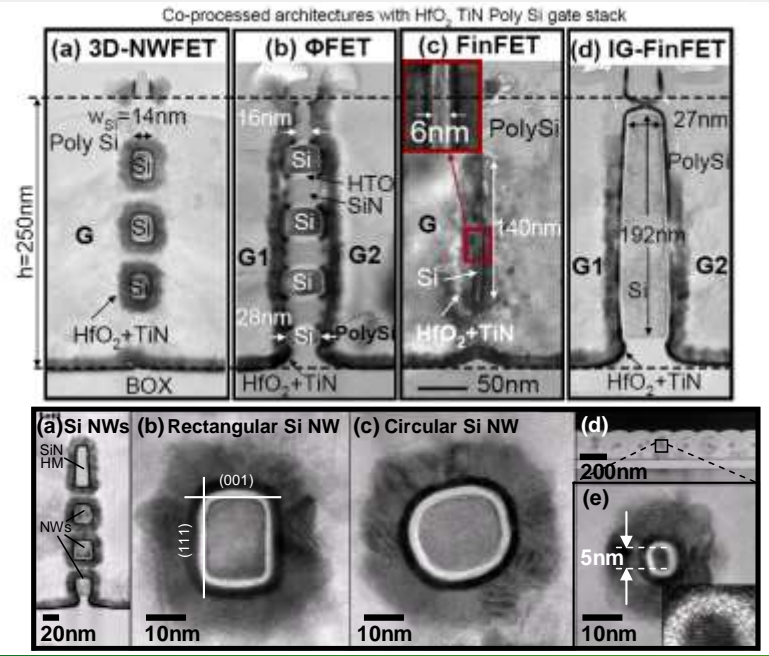 Co-processed architectures with HfO2 TiN Poly Si gate stack
(a) 3D-NWFET
(b) ΦFET
(c) FinFET
(d) IG-FinFET
h=250nm
wSi=14nm
Poly Si
Si
Si
Si
G
HfO2+TiN
BOX
16nm
Si
HTO
SiN
Si
G1
G2
Si
28nm
Si
PolySi
HfO2+TiN
6nm
PolySi
G
140nm
Si
HfO2+TiN
50nm
27nm
PolySi
192nm
G1
G2
Si
HfO2+TiN
(a) Si NWs
SiN
HM
NWs
20nm
(b) Rectangular Si NW
(001)
(111)
10nm
(c) Circular Si NW
10nm
(d)
200nm
(e)
5nm
10nm